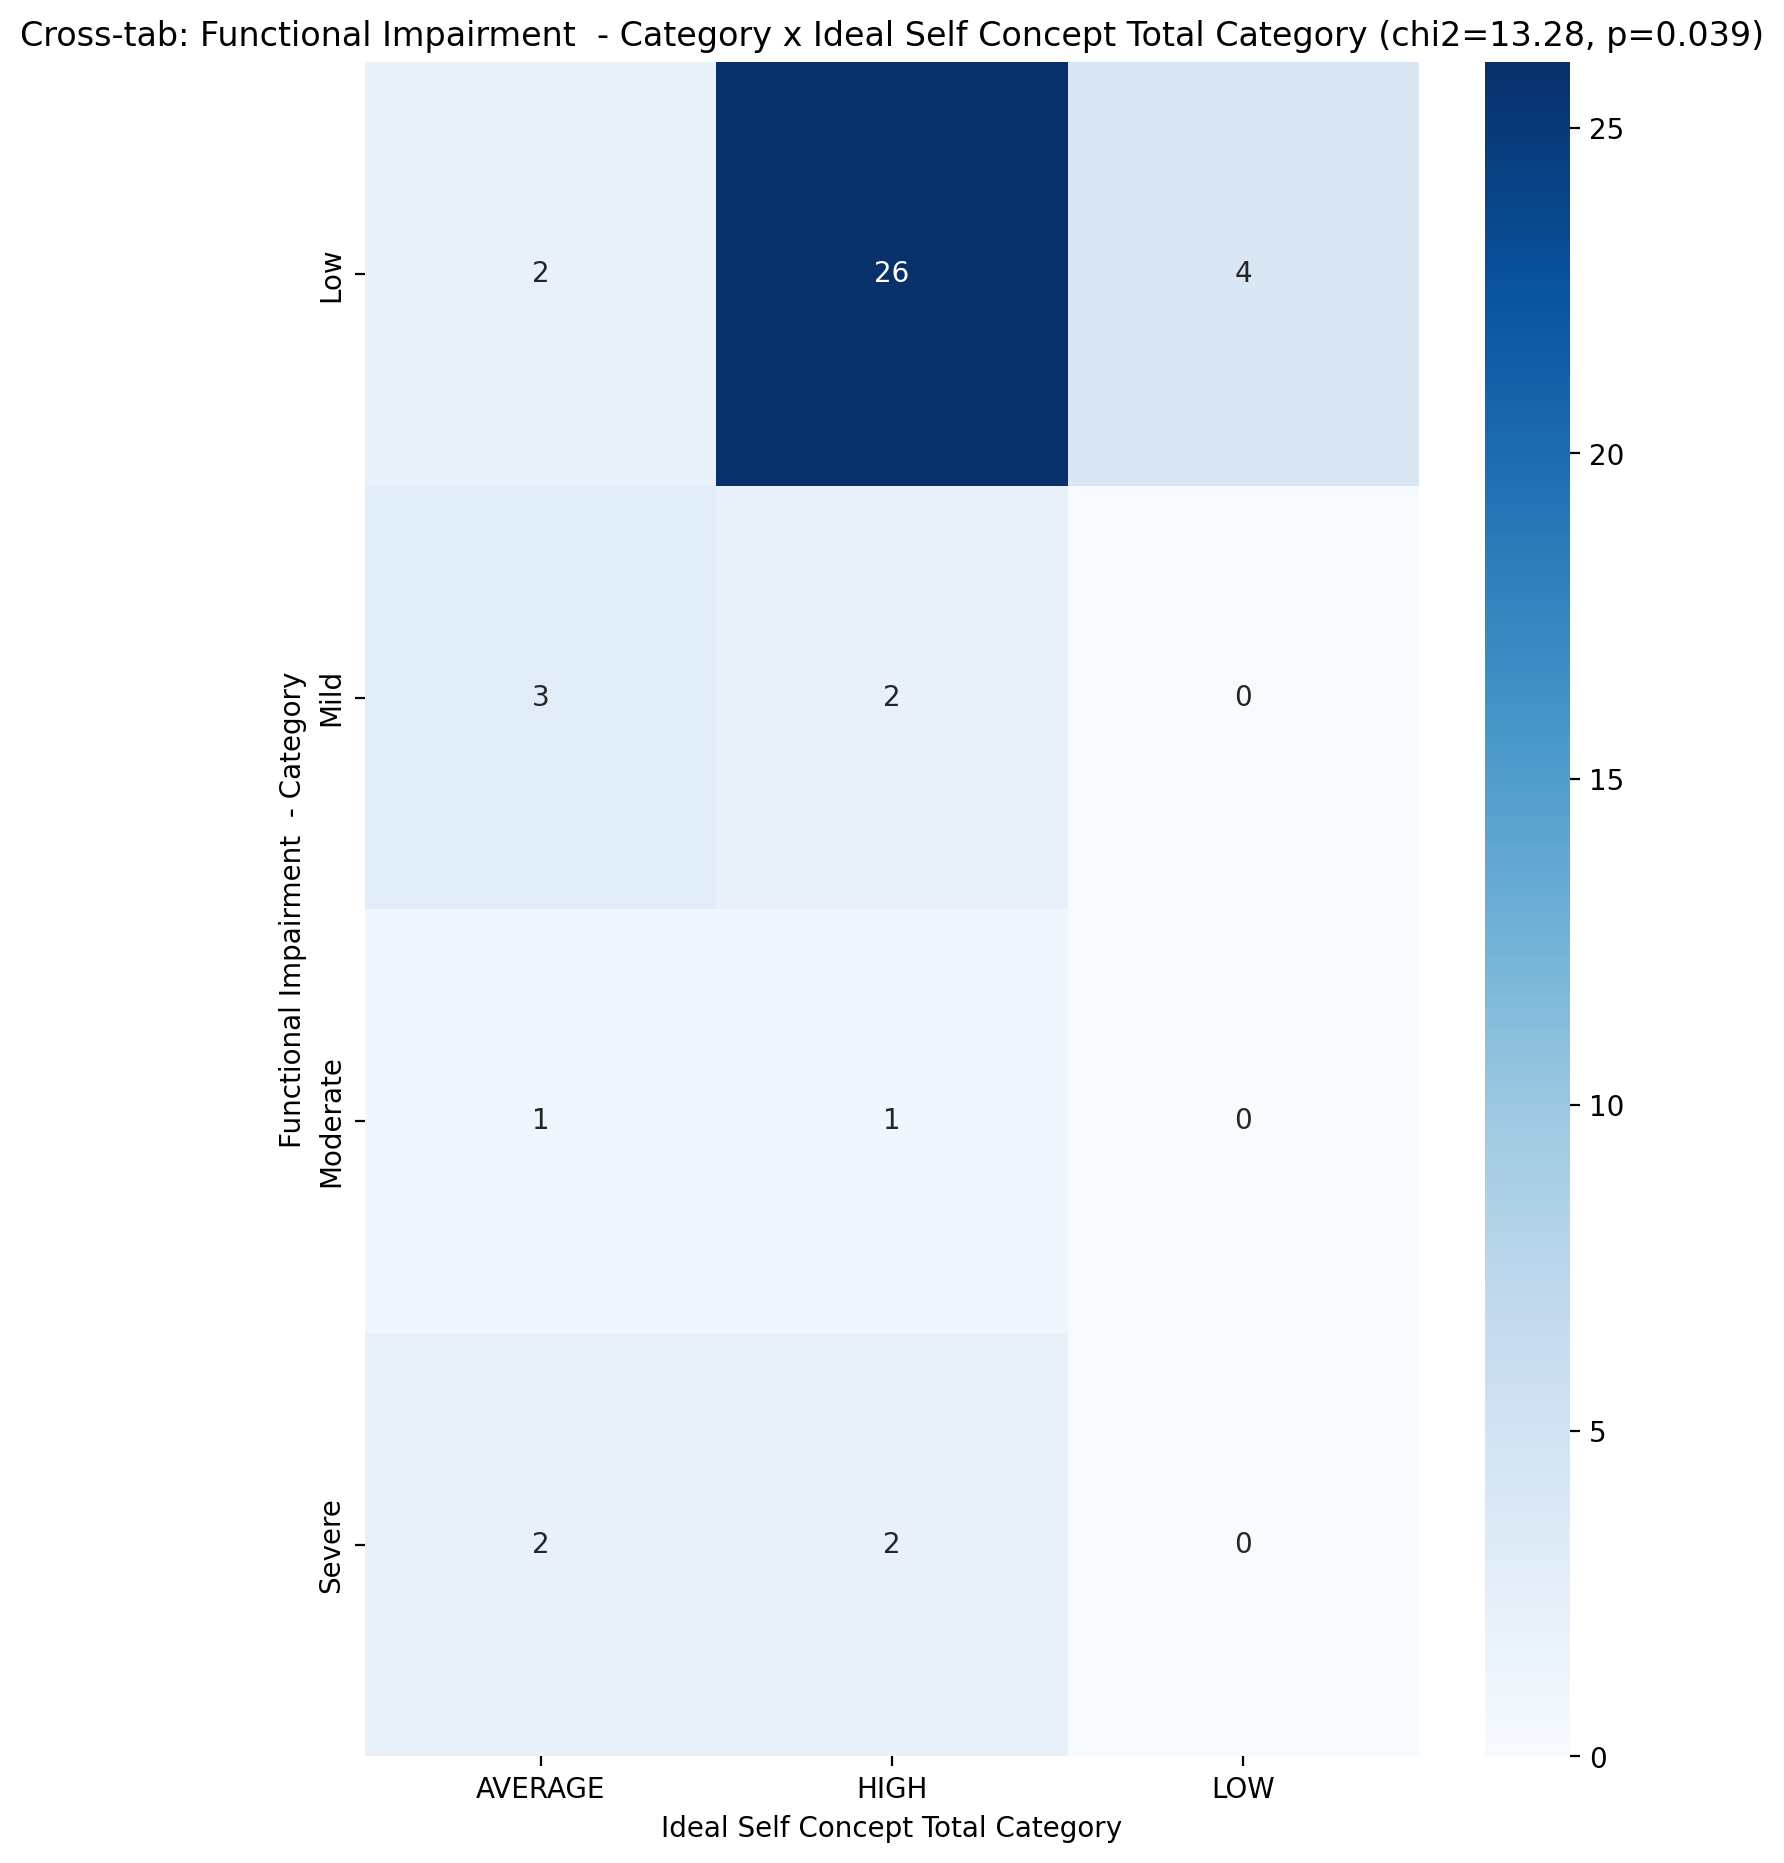 Cross-tab: Functional Impairment  - Category x Ideal Self Concept Total Category (chi2=13.28, p=0.039)
Functional Impairment  - Category
Low
2 26 4
Mild
3 2 0
Moderate
1 1 0
Severe
2 2 0
AVERAGE HIGH LOW
Ideal Self Concept Total Category
25
20
15
10
5
0